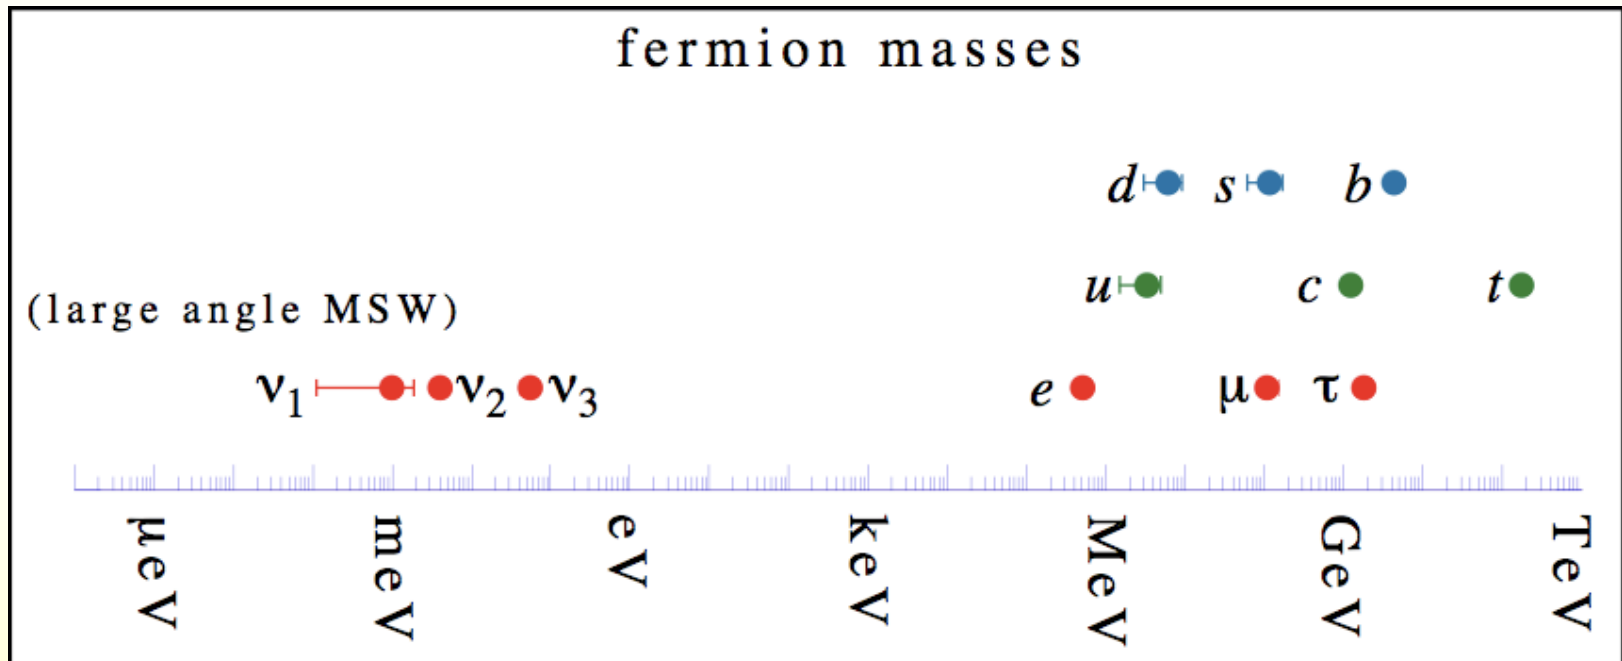 fermion masses
d s b
u c t
(large angle MSW)
ν1 ν2 ν3 e μ τ
μeV meV eV keV MeV GeV TeV